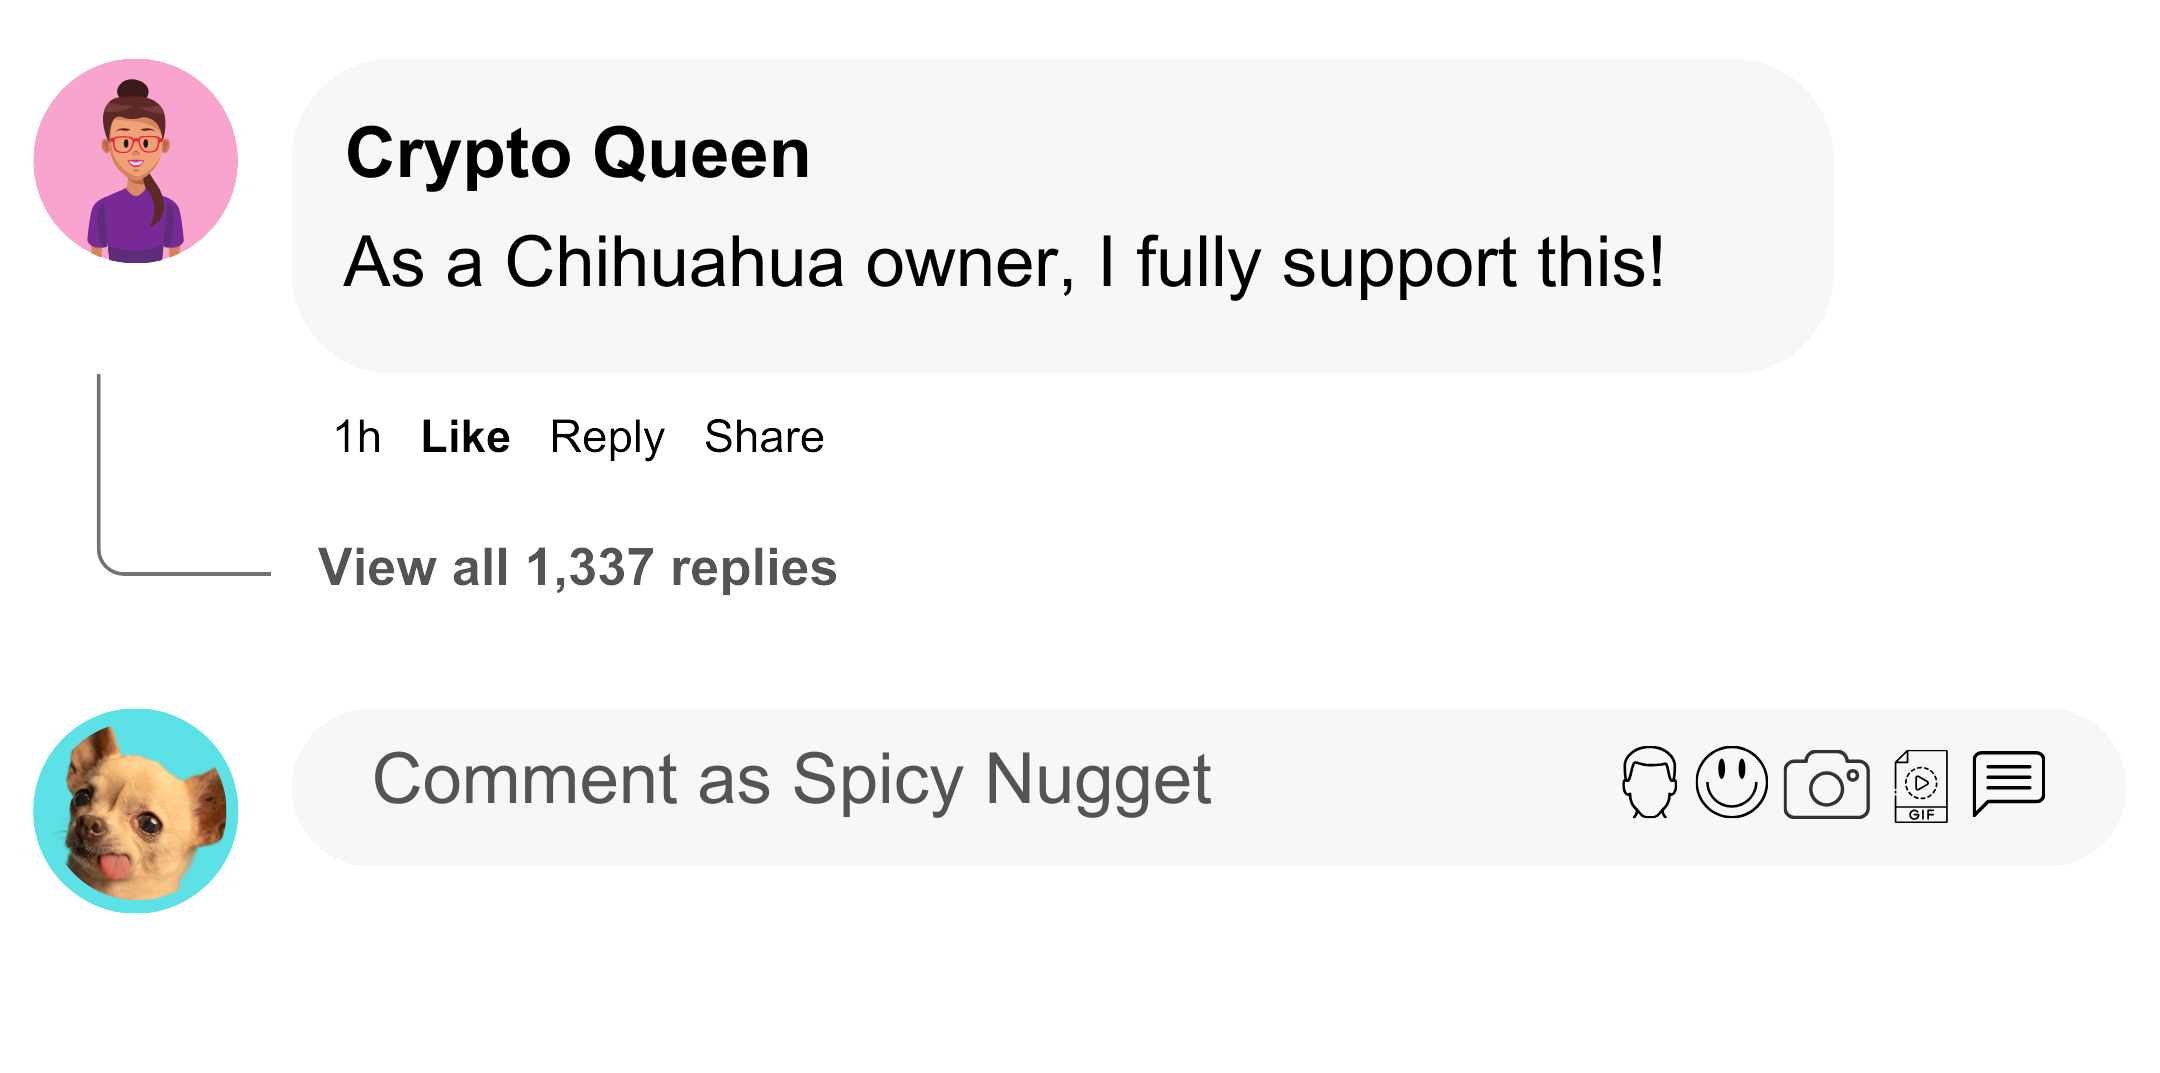 Crypto Queen
As a Chihuahua owner, I fully support this!
1h Like Reply Share
View all 1,337 replies
Comment as Spicy Nugget
GIF